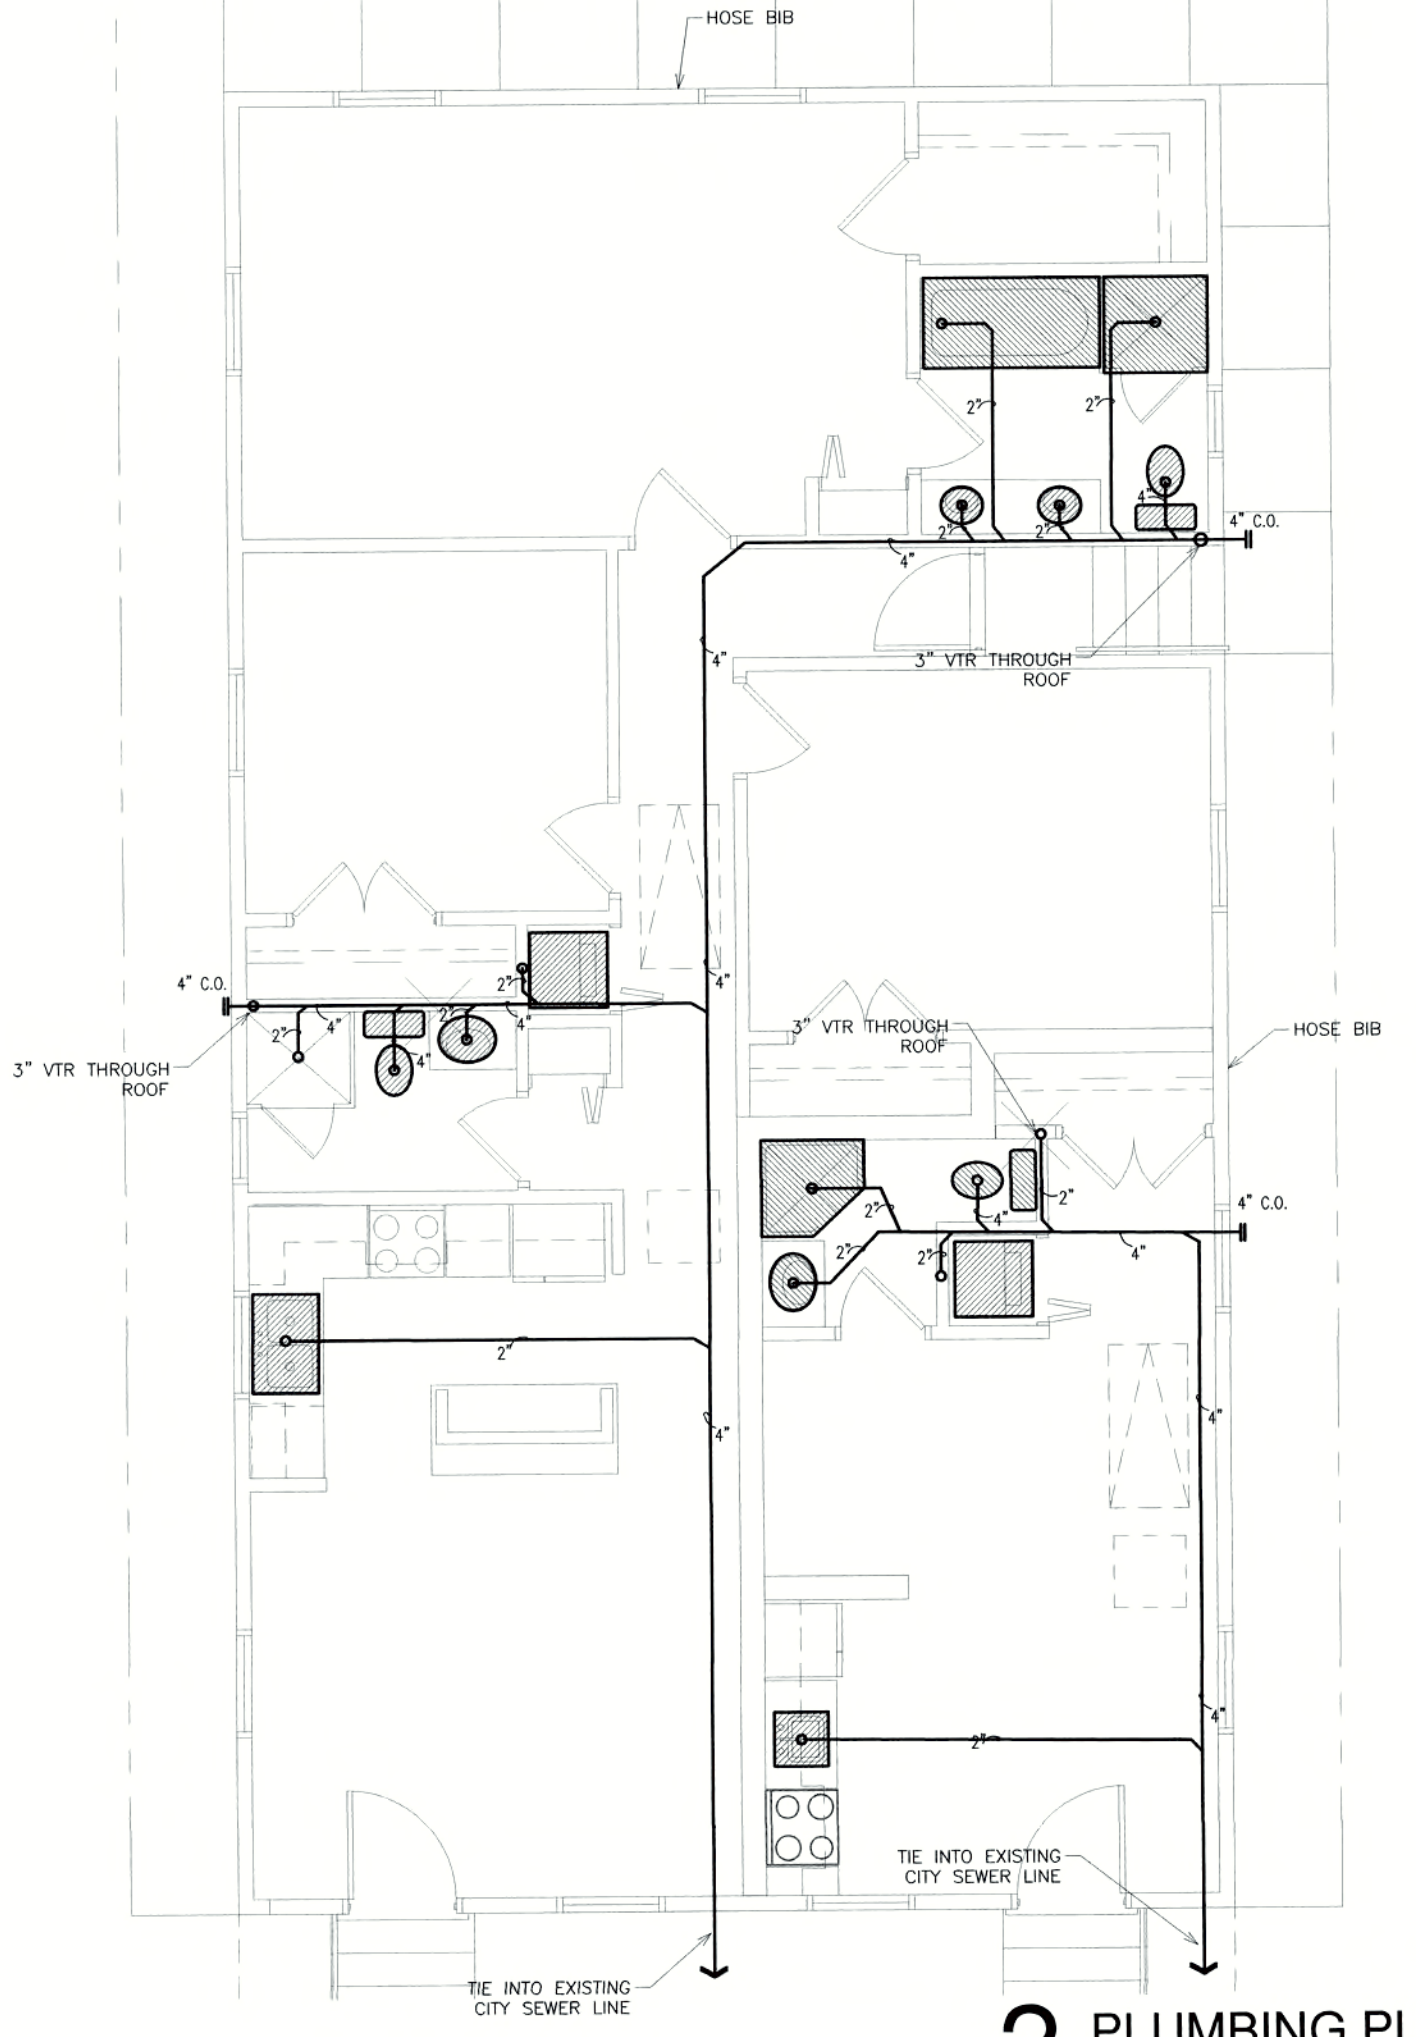 HOSE BIB
2"
2"
4"
4" C.O.
2"
2"
4"
4"
3" VTR THROUGH
ROOF
4"
4" C.O.
2"
2"
4"
2"
4"
4"
3" VTR THROUGH
ROOF
3" VTR THROUGH
ROOF
HOSE BIB
2"
4" C.O.
2"
4"
2"
2"
4"
2"
4"
4"
4"
2"
TIE INTO EXISTING
CITY SEWER LINE
TIE INTO EXISTING
CITY SEWER LINE
2 PLUMBING